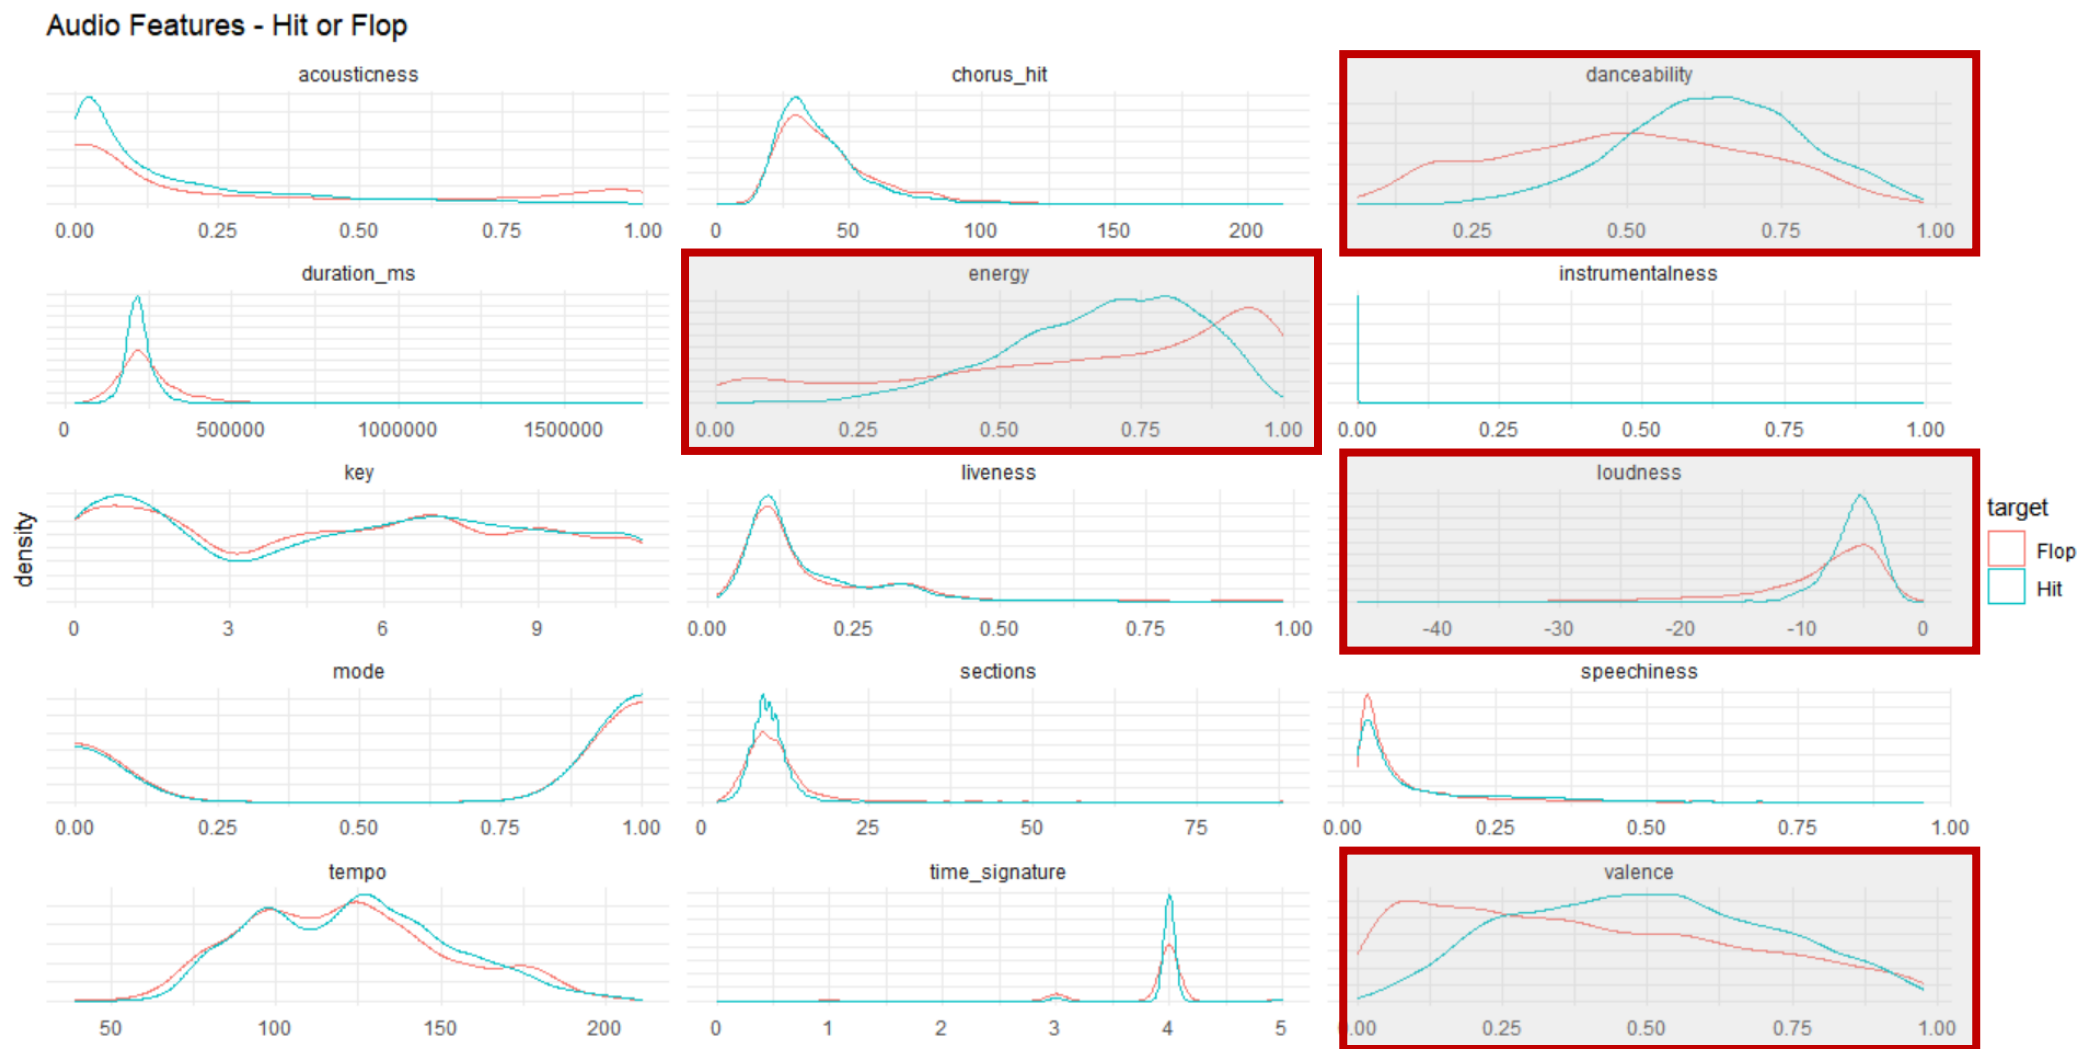 Audio Features - Hit or Flop
acousticness
chorus_hit
danceability
0.00 0.25 0.50 0.75 1.00
0 50 100 150 200
0.25 0.50 0.75 1.00
duration_ms
energy
instrumentalness
0 500000 1000000 1500000
0.00 0.25 0.50 0.75 1.00
0.00 0.25 0.50 0.75 1.00
key
liveness
loudness
0 3 6 9
0.00 0.25 0.50 0.75 1.00
-40 -30 -20 -10 0
mode
sections
speechiness
0.00 0.25 0.50 0.75 1.00
0 25 50 75
0.00 0.25 0.50 0.75 1.00
tempo
time_signature
valence
50 100 150 200
0 1 2 3 4 5
.00 0.25 0.50 0.75 1.00
density
target
Flop
Hit